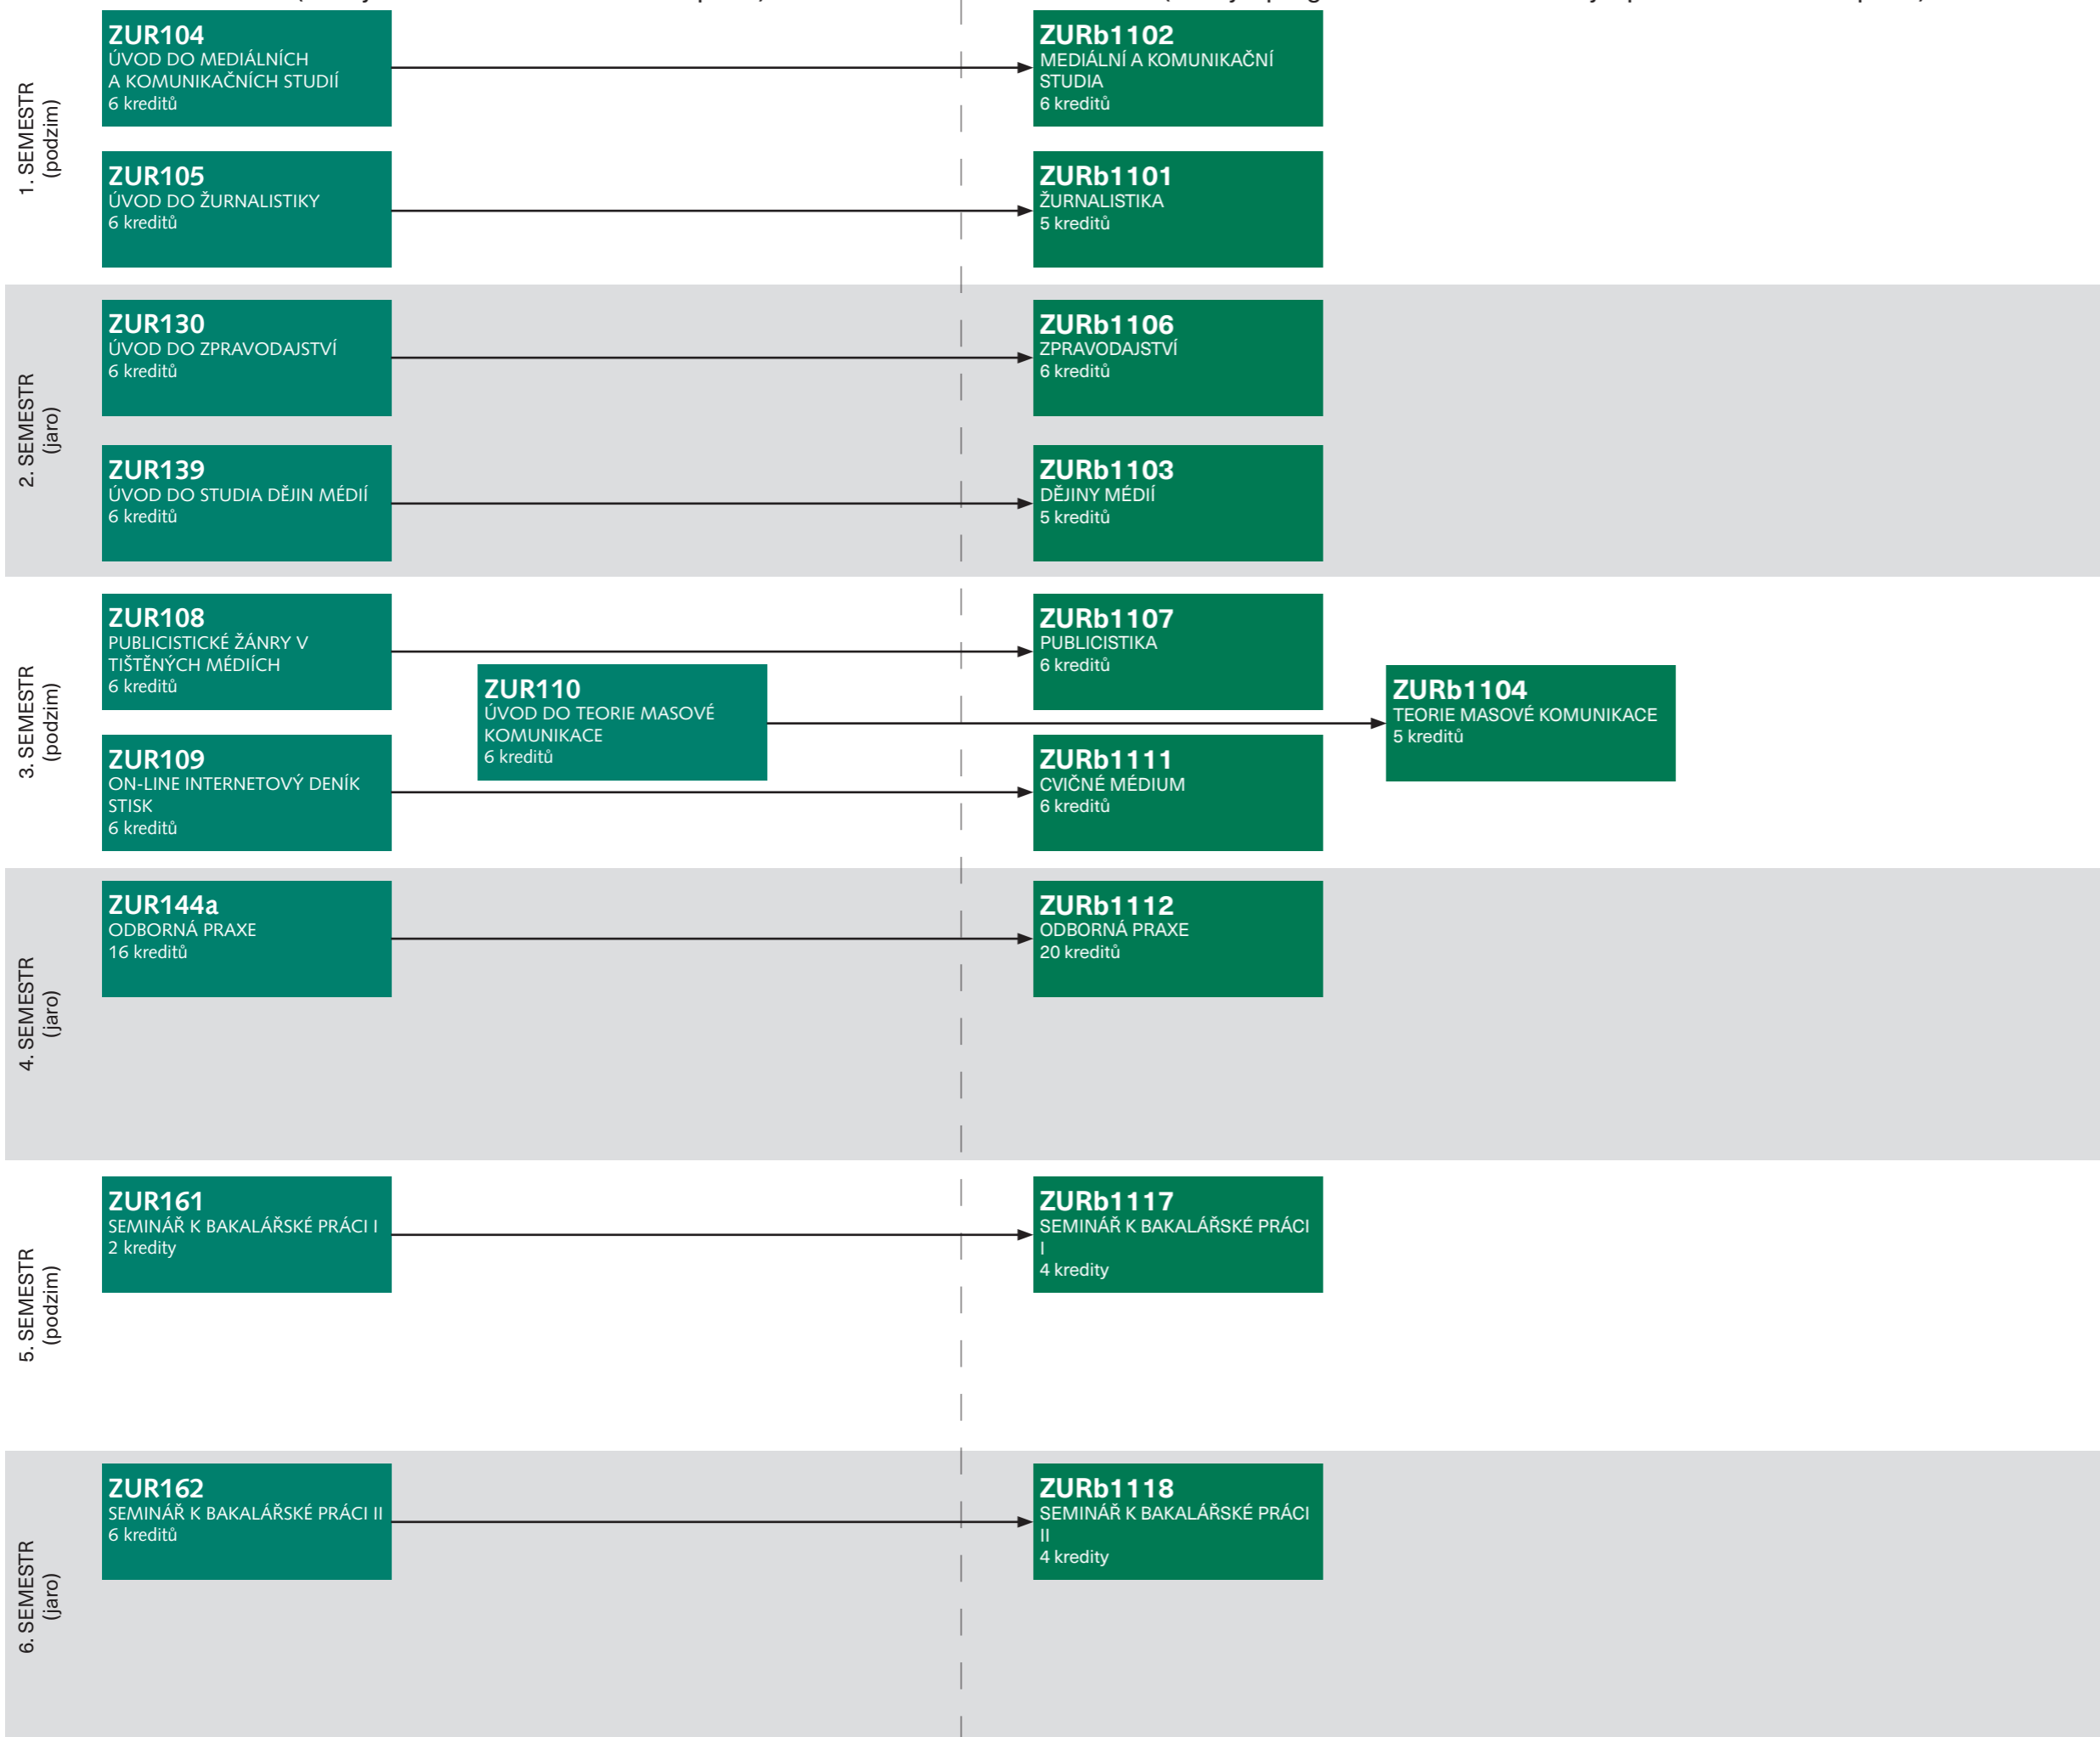 1. SEMESTR
(podzim)
ZUR104
ÚVOD DO MEDIÁLNÍCH
A KOMUNIKAČNÍCH STUDIÍ
6 kreditů
ZURb1102
MEDIÁLNÍ A KOMUNIKAČNÍ
STUDIA
6 kreditů
ZUR105
ÚVOD DO ŽURNALISTIKY
6 kreditů
ZURb1101
ŽURNALISTIKA
5 kreditů
2. SEMESTR
(jaro)
ZUR130
ÚVOD DO ZPRAVODAJSTVÍ
6 kreditů
ZURb1106
ZPRAVODAJSTVÍ
6 kreditů
ZUR139
ÚVOD DO STUDIA DĚJIN MÉDIÍ
6 kreditů
ZURb1103
DĚJINY MÉDIÍ
5 kreditů
3. SEMESTR
(podzim)
ZUR108
PUBLICISTICKÉ ŽÁNRY V
TIŠTĚNÝCH MÉDIÍCH
6 kreditů
ZURb1107
PUBLICISTIKA
6 kreditů
ZUR110
ÚVOD DO TEORIE MASOVÉ
KOMUNIKACE
6 kreditů
ZURb1104
TEORIE MASOVÉ KOMUNIKACE
5 kreditů
ZUR109
ON-LINE INTERNETOVÝ DENÍK
STISK
6 kreditů
ZURb1111
CVIČNÉ MÉDIUM
6 kreditů
4. SEMESTR
(jaro)
ZUR144a
ODBORNÁ PRAXE
16 kreditů
ZURb1112
ODBORNÁ PRAXE
20 kreditů
5. SEMESTR
(podzim)
ZUR161
SEMINÁŘ K BAKALÁŘSKÉ PRÁCI I
2 kredity
ZURb1117
SEMINÁŘ K BAKALÁŘSKÉ PRÁCI
I
4 kredity
6. SEMESTR
(jaro)
ZUR162
SEMINÁŘ K BAKALÁŘSKÉ PRÁCI II
6 kreditů
ZURb1118
SEMINÁŘ K BAKALÁŘSKÉ PRÁCI
II
4 kredity